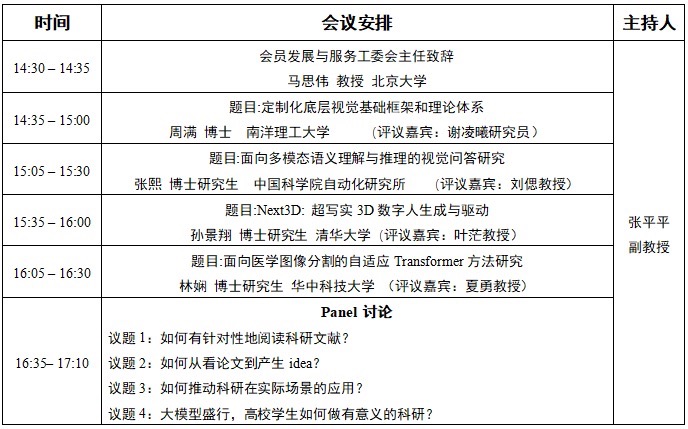 时间 会议安排 主持人
14:30 – 14:35
会员发展与服务工委会主任致辞
马思伟 教授 北京大学
14:35 – 15:00
题目:定制化底层视觉基础框架和理论体系
周满 博士 南洋理工大学 (评议嘉宾：谢凌曦研究员)
15:05 – 15:30
题目:面向多模态语义理解与推理的视觉问答研究
张熙 博士研究生 中国科学院自动化研究所 (评议嘉宾：刘偲教授)
15:35 – 16:00
题目:Next3D: 超写实 3D 数字人生成与驱动
孙景翔 博士研究生 清华大学 (评议嘉宾：叶茫教授)
16:05 – 16:30
题目:面向医学图像分割的自适应 Transformer 方法研究
林娴 博士研究生 华中科技大学 （评议嘉宾：夏勇教授）
16:35– 17:10
Panel 讨论
议题 1：如何有针对性地阅读科研文献？
议题 2：如何从看论文到产生 idea？
议题 3：如何推动科研在实际场景的应用？
议题 4：大模型盛行，高校学生如何做有意义的科研？
张平平
副教授